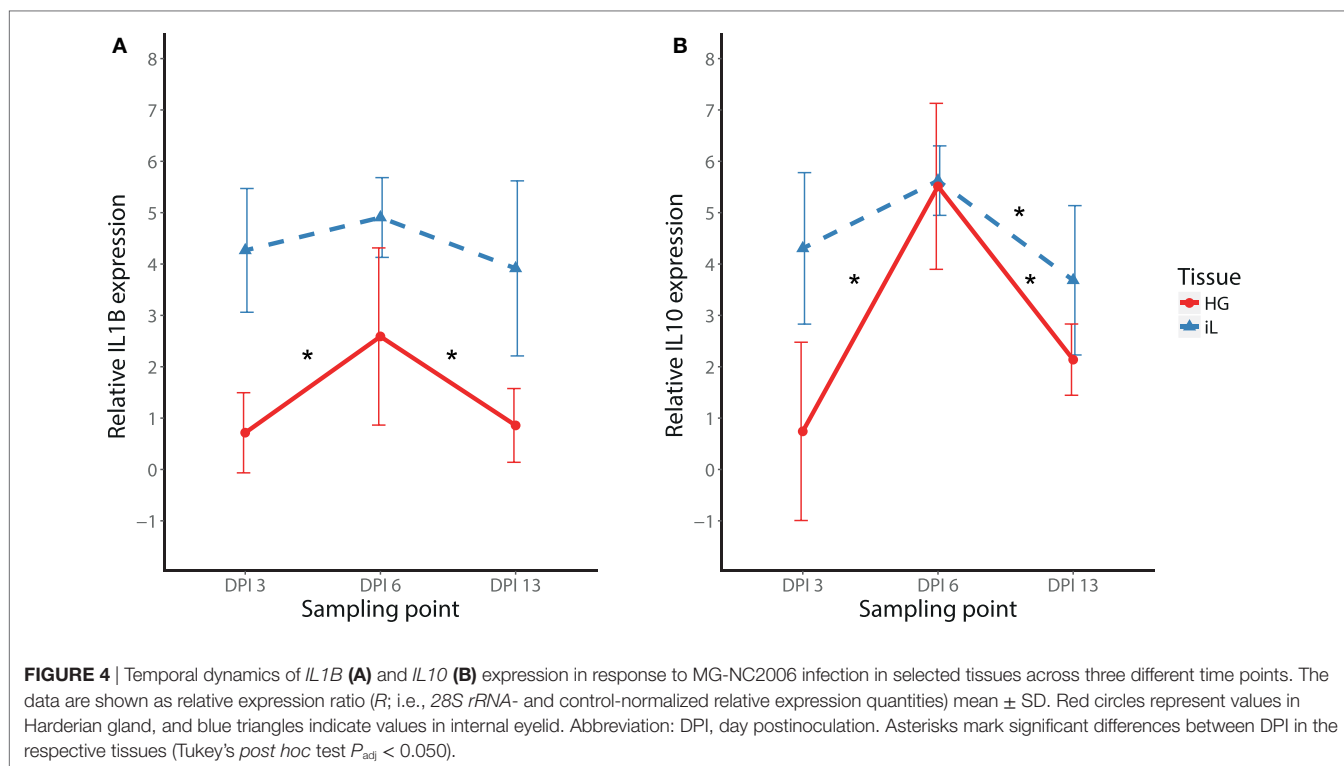 A
8
7
6
5
4
3
2
1
0
−1
Relative IL1B expression
*
*
DPI 3 DPI 6 DPI 13
Sampling point
B
8
7
6
5
4
3
2
1
0
−1
Relative IL10 expression
*
*
*
DPI 3 DPI 6 DPI 13
Sampling point
Tissue
HG
iL
FIGURE 4 | Temporal dynamics of IL1B (A) and IL10 (B) expression in response to MG-NC2006 infection in selected tissues across three different time points. The
data are shown as relative expression ratio (R; i.e., 28S rRNA- and control-normalized relative expression quantities) mean ± SD. Red circles represent values in
Harderian gland, and blue triangles indicate values in internal eyelid. Abbreviation: DPI, day postinoculation. Asterisks mark significant differences between DPI in the
respective tissues (Tukey's post hoc test Padj < 0.050).